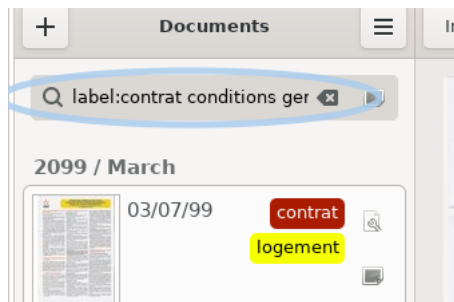 Documents
label:contrat conditions ger
2099 / March
03/07/99
contrat
logement